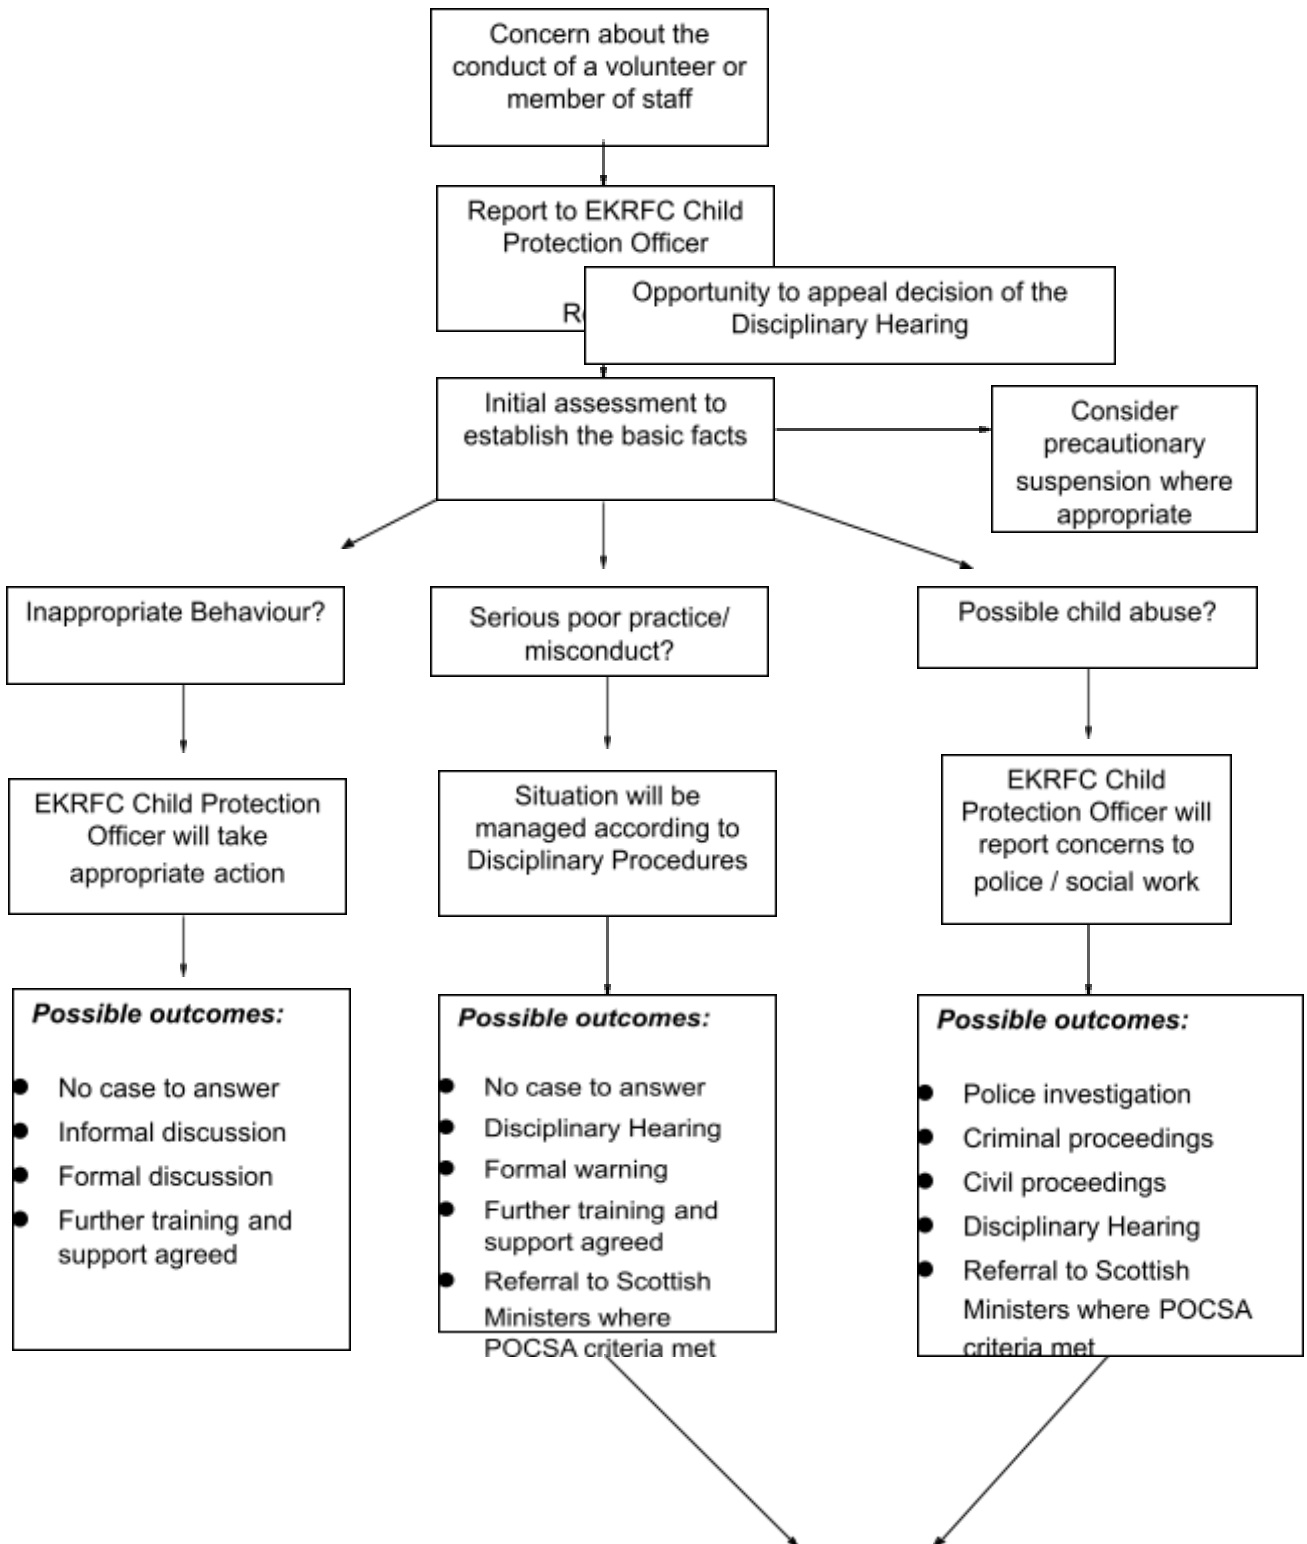 Concern about the
conduct of a volunteer or
member of staff
Report to EKRFC Child
Protection Officer
Opportunity to appeal decision of the
Disciplinary Hearing
Initial assessment to
establish the basic facts
Consider
precautionary
suspension where
appropriate
Inappropriate Behaviour?
Serious poor practice/
misconduct?
Possible child abuse?
EKRFC Child Protection
Officer will take
appropriate action
Situation will be
managed according to
Disciplinary Procedures
EKRFC Child
Protection Officer will
report concerns to
police / social work
Possible outcomes:
● No case to answer
● Informal discussion
● Formal discussion
● Further training and
support agreed
Possible outcomes:
● No case to answer
● Disciplinary Hearing
● Formal warning
● Further training and
support agreed
● Referral to Scottish
Ministers where
POCSA criteria met
Possible outcomes:
● Police investigation
● Criminal proceedings
● Civil proceedings
● Disciplinary Hearing
● Referral to Scottish
Ministers where POCSA
criteria met